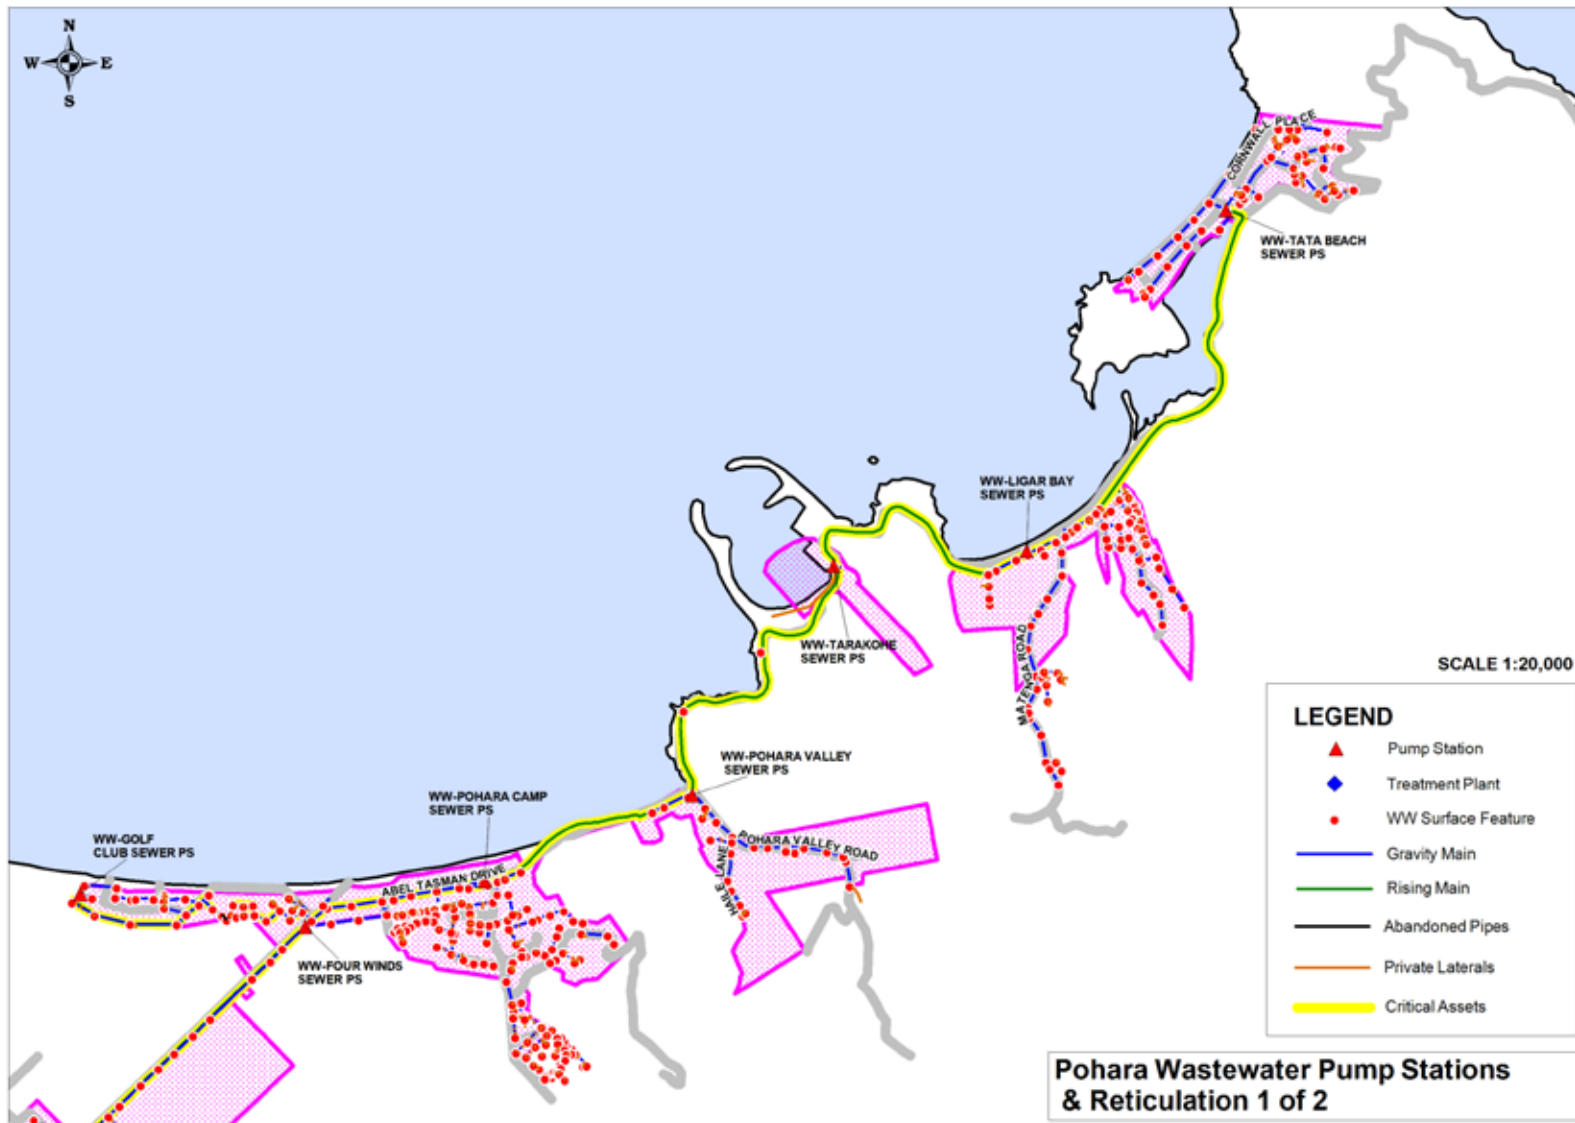 N
W E
S
CORNWALL PLACE
WW-TATA BEACH
SEWER PS
WW-LIGAR BAY
SEWER PS
WW-TARAKOHE
SEWER PS
MATENGA ROAD
SCALE 1:20,000
WW-POHARA VALLEY
SEWER PS
WW-POHARA CAMP
SEWER PS
WW-GOLF
CLUB SEWER PS
ABEL TASMAN DRIVE
POHARA VALLEY ROAD
HAILE LANE
WW-FOUR WINDS
SEWER PS
LEGEND
Pump Station
Treatment Plant
WW Surface Feature
Gravity Main
Rising Main
Abandoned Pipes
Private Laterals
Critical Assets
Pohara Wastewater Pump Stations
& Reticulation 1 of 2